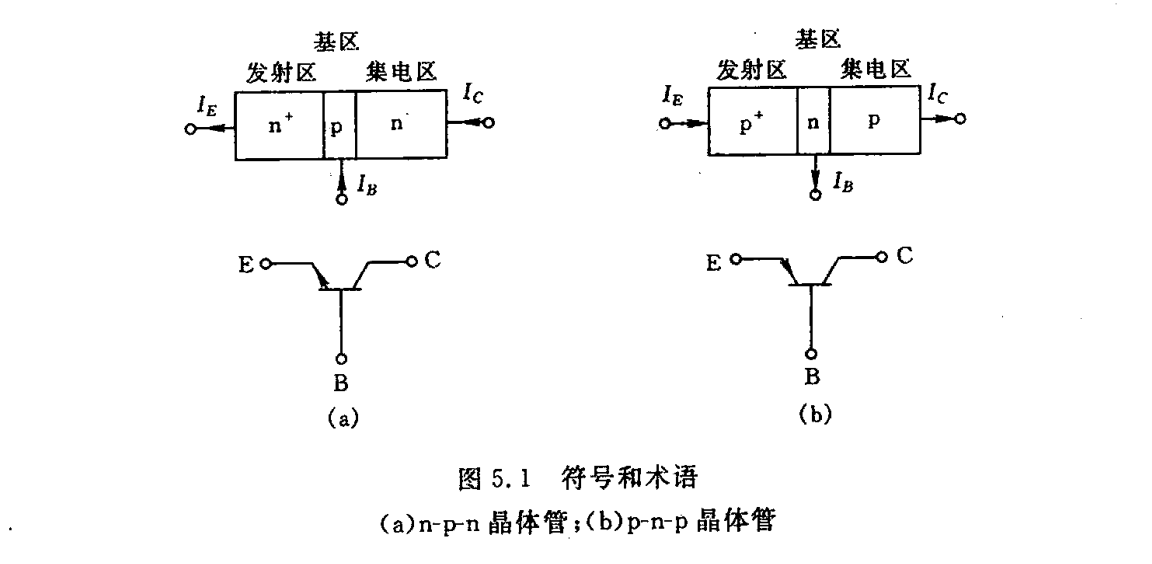 基区
发射区 集电区
I_E n⁺ p n I_C
I_B
E C
B
(a)
基区
发射区 集电区
I_E p⁺ n p I_C
I_B
E C
B
(b)
图 5.1 符号和术语
(a)n-p-n 晶体管;(b)p-n-p 晶体管